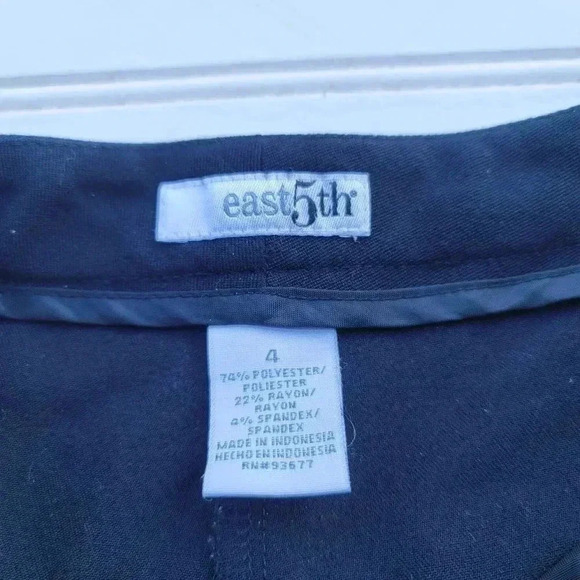 east5th®
4
74% POLYESTER/
POLIESTER
22% RAYON/
RAYON
4% SPANDEX/
SPANDEX
MADE IN INDONESIA
HECHO EN INDONESIA
RN#93677